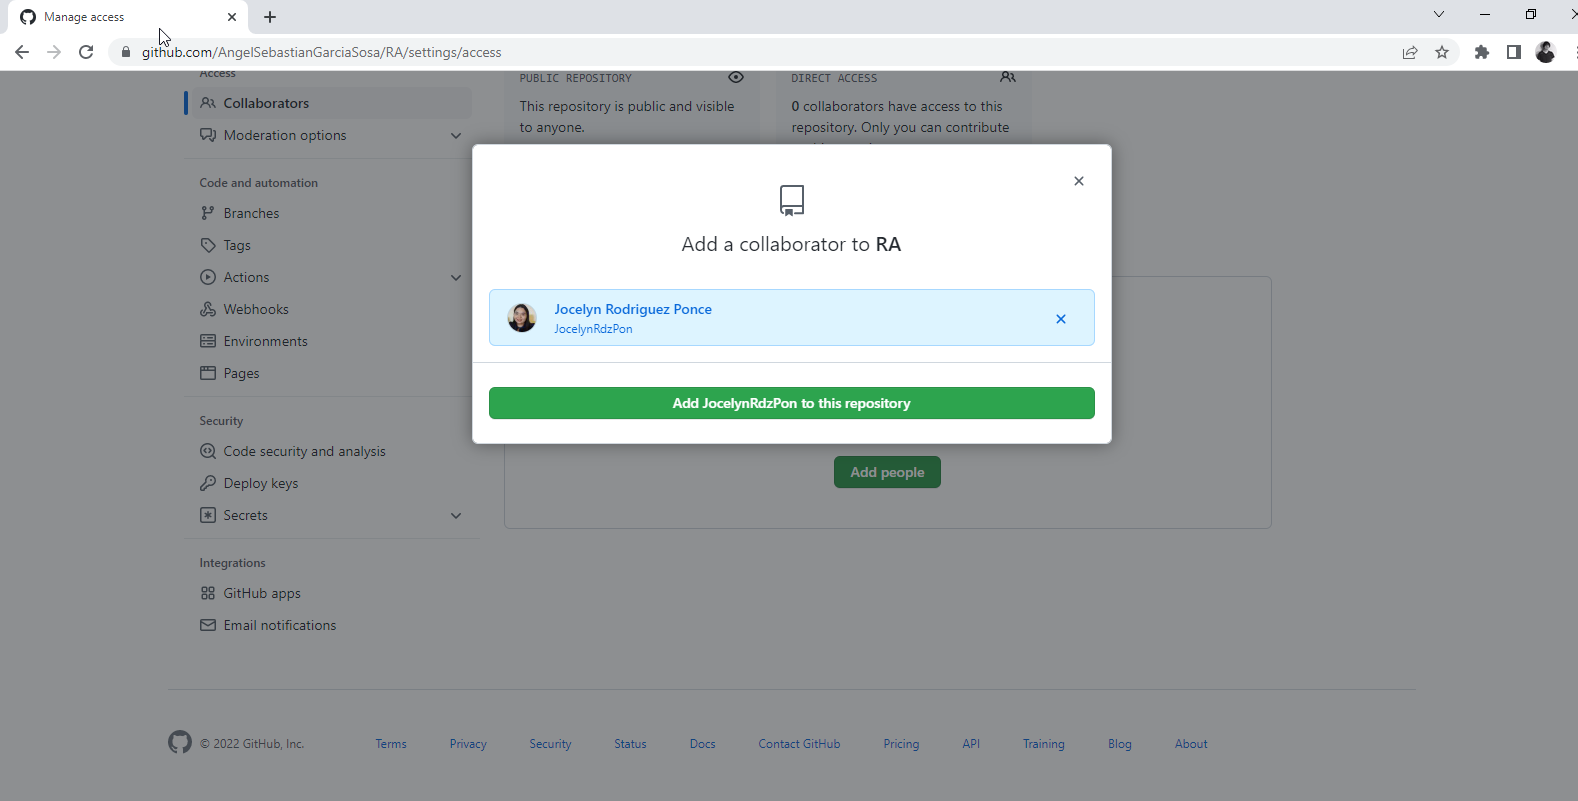 Manage access
github.com/AngelSebastianGarciaSosa/RA/settings/access
Access
Collaborators
Moderation options
Code and automation
Branches
Tags
Actions
Webhooks
Environments
Pages
Security
Code security and analysis
Deploy keys
Secrets
Integrations
GitHub apps
Email notifications
PUBLIC REPOSITORY
This repository is public and visible
to anyone.
DIRECT ACCESS
0 collaborators have access to this
repository. Only you can contribute
Add a collaborator to RA
Jocelyn Rodriguez Ponce
JocelynRdzPon
Add JocelynRdzPon to this repository
Add people
© 2022 GitHub, Inc.
Terms
Privacy
Security
Status
Docs
Contact GitHub
Pricing
API
Training
Blog
About